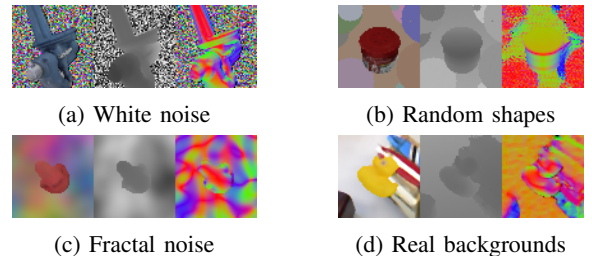 (a) White noise
(b) Random shapes
(c) Fractal noise
(d) Real backgrounds